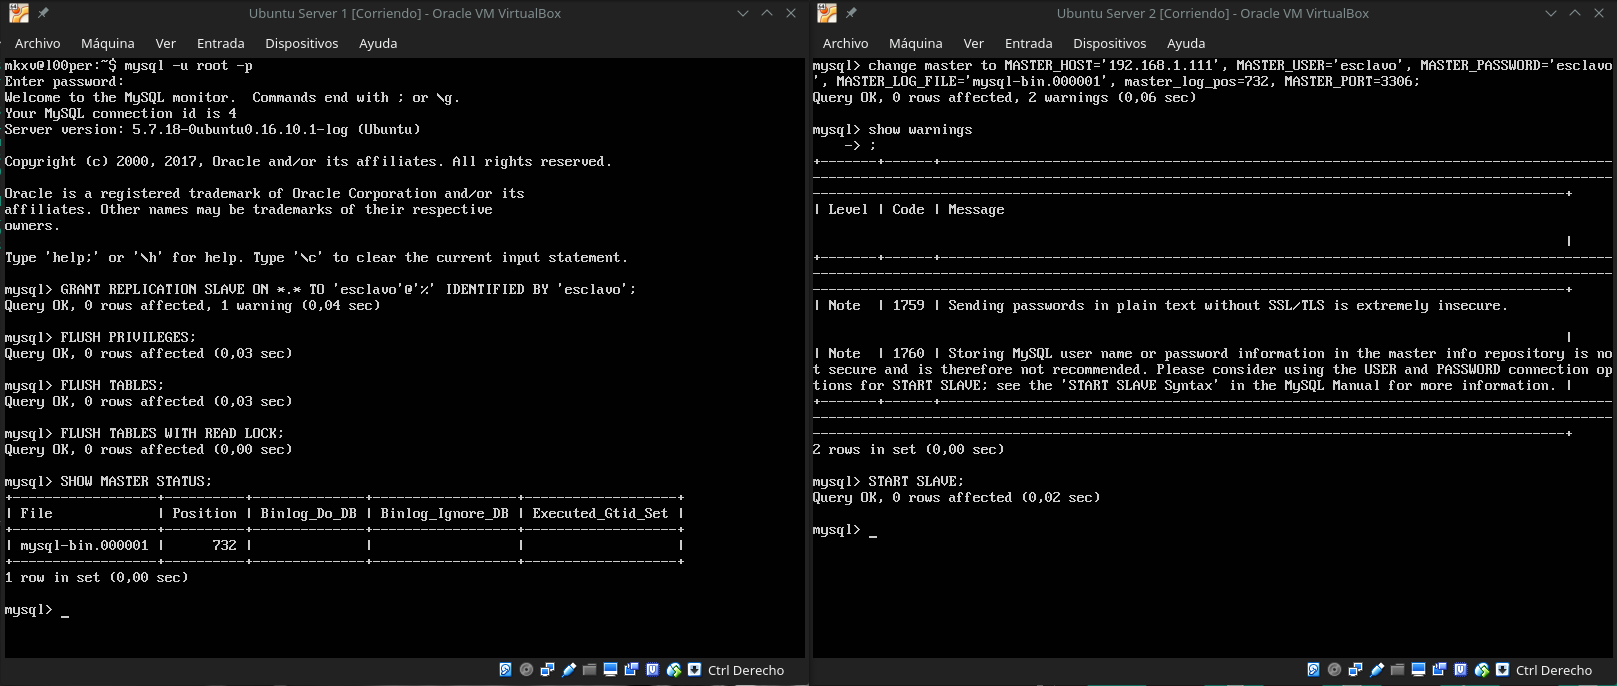 Ubuntu Server 1 [Corriendo] - Oracle VM VirtualBox
Archivo Máquina Ver Entrada Dispositivos Ayuda
mkxv@l00per:~$ mysql -u root -p
Enter password:
Welcome to the MySQL monitor.  Commands end with ; or \g.
Your MySQL connection id is 4
Server version: 5.7.18-0ubuntu0.16.10.1-log (Ubuntu)
Copyright (c) 2000, 2017, Oracle and/or its affiliates. All rights reserved.
Oracle is a registered trademark of Oracle Corporation and/or its
affiliates. Other names may be trademarks of their respective
owners.
Type 'help;' or '\h' for help. Type '\c' to clear the current input statement.
mysql> GRANT REPLICATION SLAVE ON *.* TO 'esclavo'@'%' IDENTIFIED BY 'esclavo';
Query OK, 0 rows affected, 1 warning (0,04 sec)
mysql> FLUSH PRIVILEGES;
Query OK, 0 rows affected (0,03 sec)
mysql> FLUSH TABLES;
Query OK, 0 rows affected (0,03 sec)
mysql> FLUSH TABLES WITH READ LOCK;
Query OK, 0 rows affected (0,00 sec)
mysql> SHOW MASTER STATUS;
| File | Position | Binlog_Do_DB | Binlog_Ignore_DB | Executed_Gtid_Set |
| mysql-bin.000001 | 732 | | | |
1 row in set (0,00 sec)
mysql> _
Ctrl Derecho
Ubuntu Server 2 [Corriendo] - Oracle VM VirtualBox
Archivo Máquina Ver Entrada Dispositivos Ayuda
mysql> change master to MASTER_HOST='192.168.1.111', MASTER_USER='esclavo', MASTER_PASSWORD='esclavo
', MASTER_LOG_FILE='mysql-bin.000001', master_log_pos=732, MASTER_PORT=3306;
Query OK, 0 rows affected, 2 warnings (0,06 sec)
mysql> show warnings
-> ;
| Level | Code | Message
|
| Note | 1759 | Sending passwords in plain text without SSL/TLS is extremely insecure.
|
| Note | 1760 | Storing MySQL user name or password information in the master info repository is no
t secure and is therefore not recommended. Please consider using the USER and PASSWORD connection op
tions for START SLAVE; see the 'START SLAVE Syntax' in the MySQL Manual for more information. |
2 rows in set (0,00 sec)
mysql> START SLAVE;
Query OK, 0 rows affected (0,02 sec)
mysql> _
Ctrl Derecho